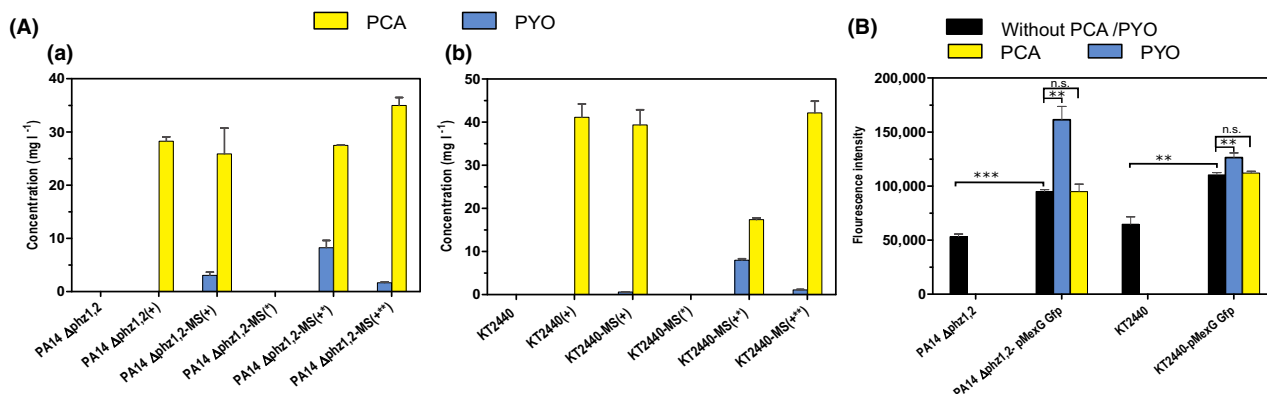 (A)
PCA
PYO
(a)
Concentration (mg l⁻¹)
40
30
20
10
0
PA14 Δphz1,2
PA14 Δphz1,2(+)
PA14 Δphz1,2-MS(+)
PA14 Δphz1,2-MS(*)
PA14 Δphz1,2-MS(+*)
PA14 Δphz1,2-MS(+**)
(b)
Concentration (mg l⁻¹)
50
40
30
20
10
0
KT2440
KT2440(+)
KT2440-MS(+)
KT2440-MS(*)
KT2440-MS(+*)
KT2440-MS(+**)
(B)
Without PCA /PYO
PCA
PYO
Flourescence intensity
200,000
150,000
100,000
50,000
0
***
n.s.
**
**
n.s.
**
PA14 Δphz1,2
PA14 Δphz1,2- pMexG Gfp
KT2440
KT2440-pMexG Gfp